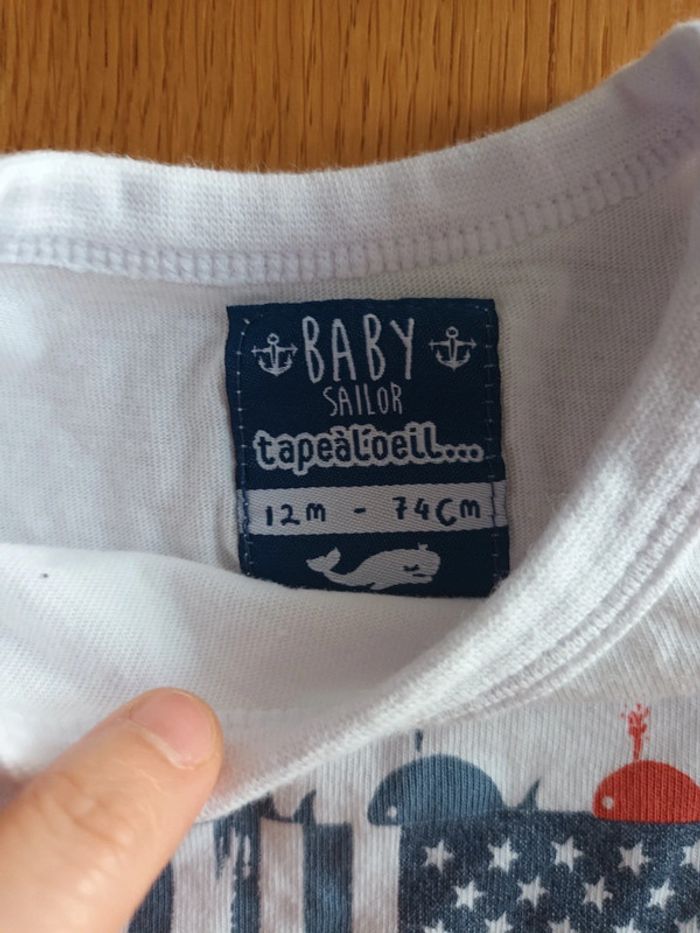 BABY
SAILOR
tapeàl'oeil....
12m - 74cm